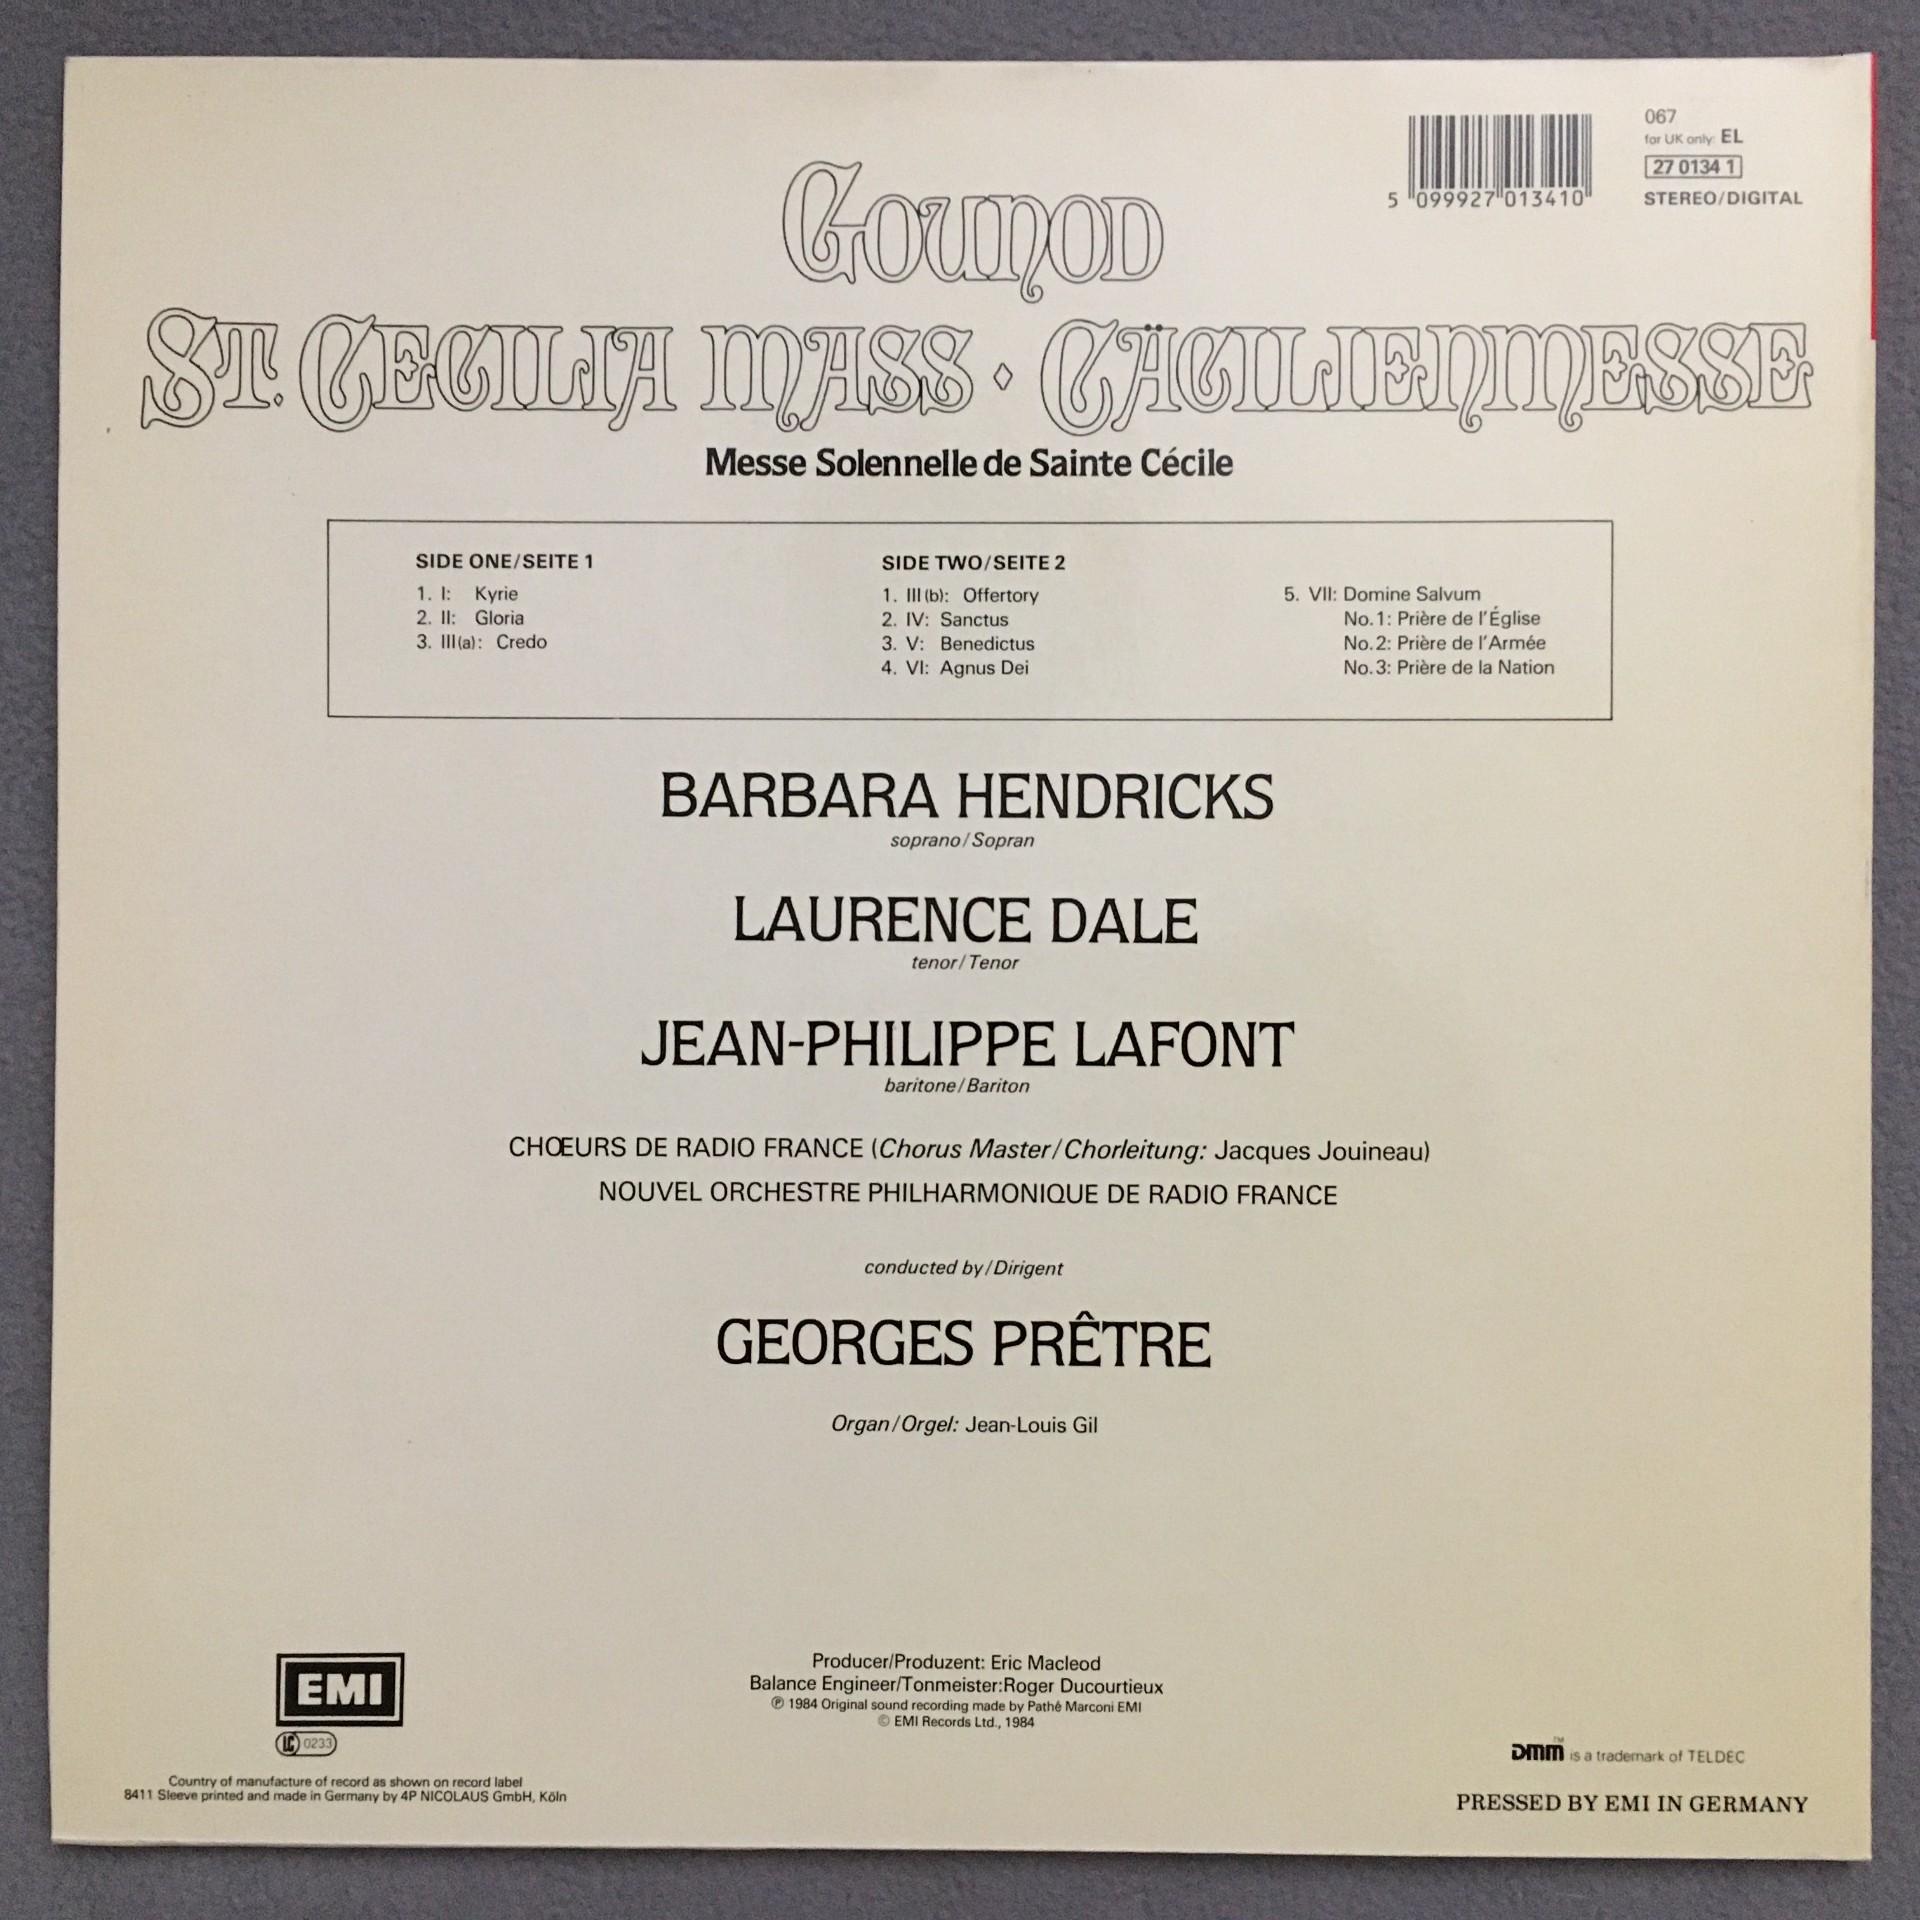 067
for UK only: EL
27 0134 1
STEREO/DIGITAL
5 099927 013410
Gounod
St. Cecilia Mass · Cäcilienmesse
Messe Solennelle de Sainte Cécile
SIDE ONE/SEITE 1
1. I: Kyrie
2. II: Gloria
3. III(a): Credo
SIDE TWO/SEITE 2
1. III(b): Offertory
2. IV: Sanctus
3. V: Benedictus
4. VI: Agnus Dei
5. VII: Domine Salvum
No.1: Prière de l'Église
No.2: Prière de l'Armée
No.3: Prière de la Nation
BARBARA HENDRICKS
soprano/Sopran
LAURENCE DALE
tenor/Tenor
JEAN-PHILIPPE LAFONT
baritone/Bariton
CHŒURS DE RADIO FRANCE (Chorus Master/Chorleitung: Jacques Jouineau)
NOUVEL ORCHESTRE PHILHARMONIQUE DE RADIO FRANCE
conducted by/Dirigent
GEORGES PRÊTRE
Organ/Orgel: Jean-Louis Gil
EMI
LC 0233
Country of manufacture of record as shown on record label
8411 Sleeve printed and made in Germany by 4P NICOLAUS GmbH, Köln
Producer/Produzent: Eric Macleod
Balance Engineer/Tonmeister:Roger Ducourtieux
℗ 1984 Original sound recording made by Pathé Marconi EMI
© EMI Records Ltd., 1984
DMM™ is a trademark of TELDEC
PRESSED BY EMI IN GERMANY